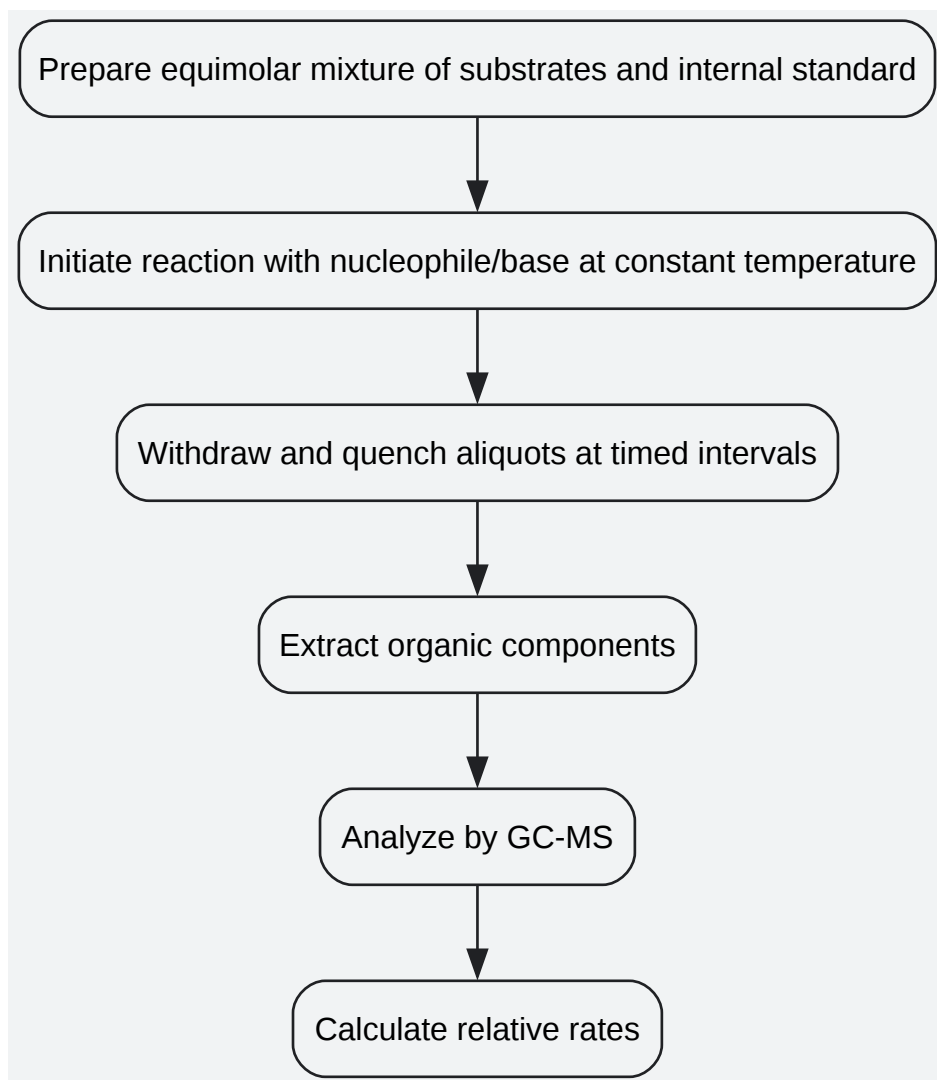 Prepare equimolar mixture of substrates and internal standard
Initiate reaction with nucleophile/base at constant temperature
Withdraw and quench aliquots at timed intervals
Extract organic components
Analyze by GC-MS
Calculate relative rates